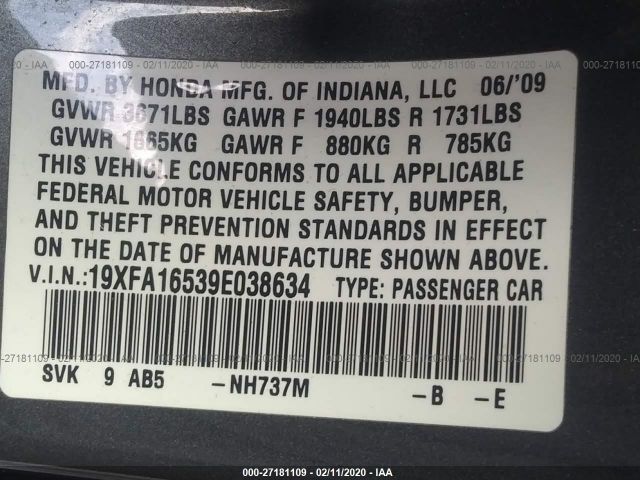 MFD. BY HONDA MFG. OF INDIANA, LLC 06/'09
GVWR 3671LBS GAWR F 1940LBS R 1731LBS
GVWR 1665KG GAWR F 880KG R 785KG
THIS VEHICLE CONFORMS TO ALL APPLICABLE
FEDERAL MOTOR VEHICLE SAFETY, BUMPER,
AND THEFT PREVENTION STANDARDS IN EFFECT
ON THE DATE OF MANUFACTURE SHOWN ABOVE.
V.I.N.:19XFA16539E038634 TYPE: PASSENGER CAR
SVK 9 AB5 -NH737M -B -E
000-27181109 - 02/11/2020 - IAA